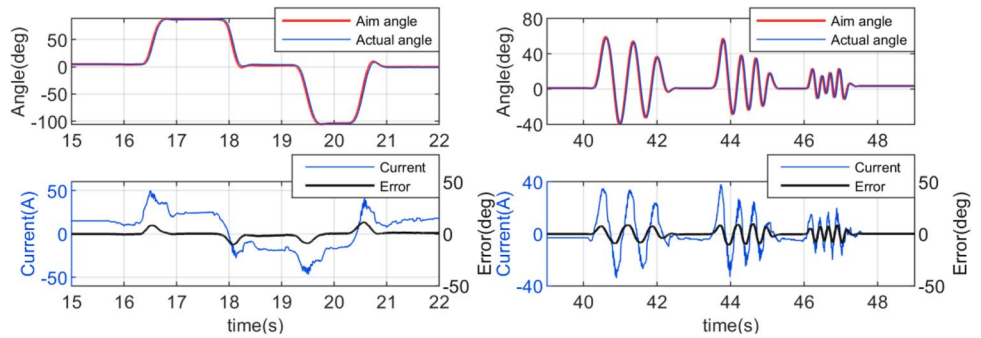 Aim angle
Actual angle
Angle(deg)
50
0
-100
15 16 17 18 19 20 21 22
Aim angle
Actual angle
Angle(deg)
80
40
0
-40
40 42 44 46 48
Current
Error
Current(A)
50
0
-50
50
-50
Error(deg)
15 16 17 18 19 20 21 22
time(s)
Current
Error
Current(A)
40
0
-40
50
0
-50
Error(deg)
40 42 44 46 48
time(s)